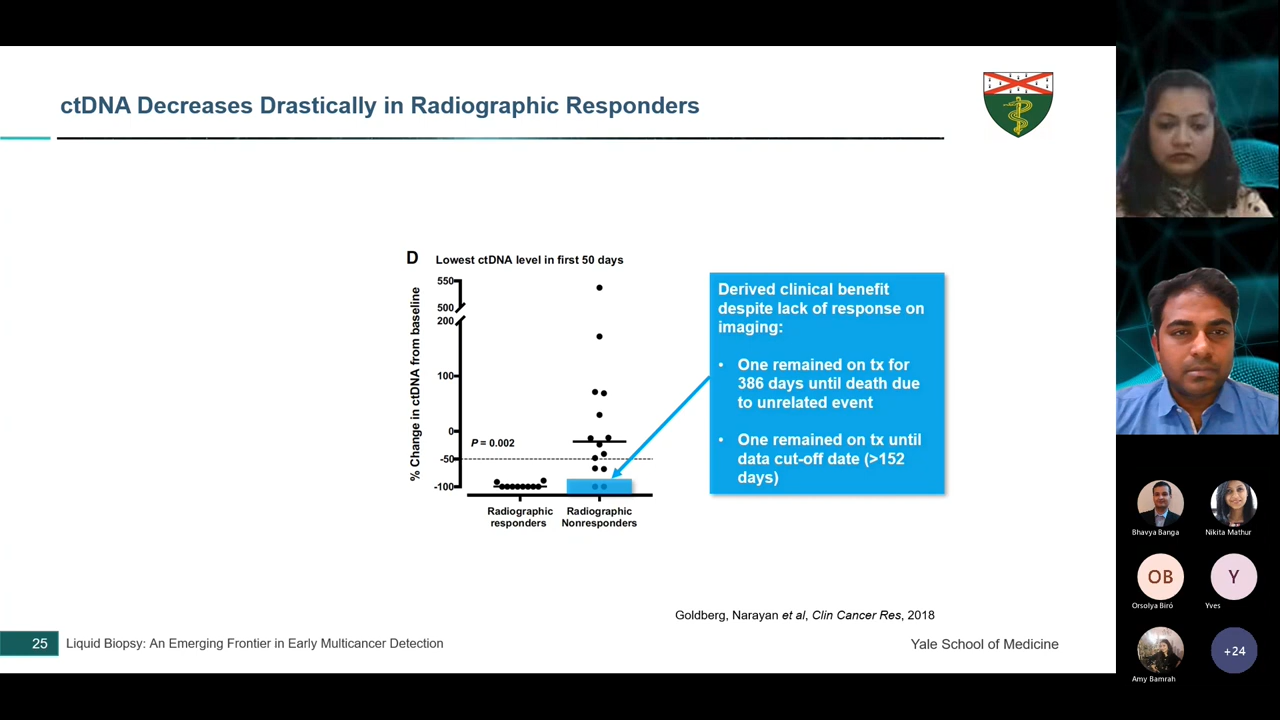 ctDNA Decreases Drastically in Radiographic Responders
D Lowest ctDNA level in first 50 days
% Change in ctDNA from baseline
550
500
200
100
0
-50
-100
P = 0.002
Radiographic
responders
Radiographic
Nonresponders
Derived clinical benefit
despite lack of response on
imaging:
• One remained on tx for
386 days until death due
to unrelated event
• One remained on tx until
data cut-off date (>152
days)
Goldberg, Narayan et al, Clin Cancer Res, 2018
25 Liquid Biopsy: An Emerging Frontier in Early Multicancer Detection
Yale School of Medicine
Bhavya Banga
Nikita Mathur
OB
Y
Orsolya Biró
Yves
+24
Amy Bamrah